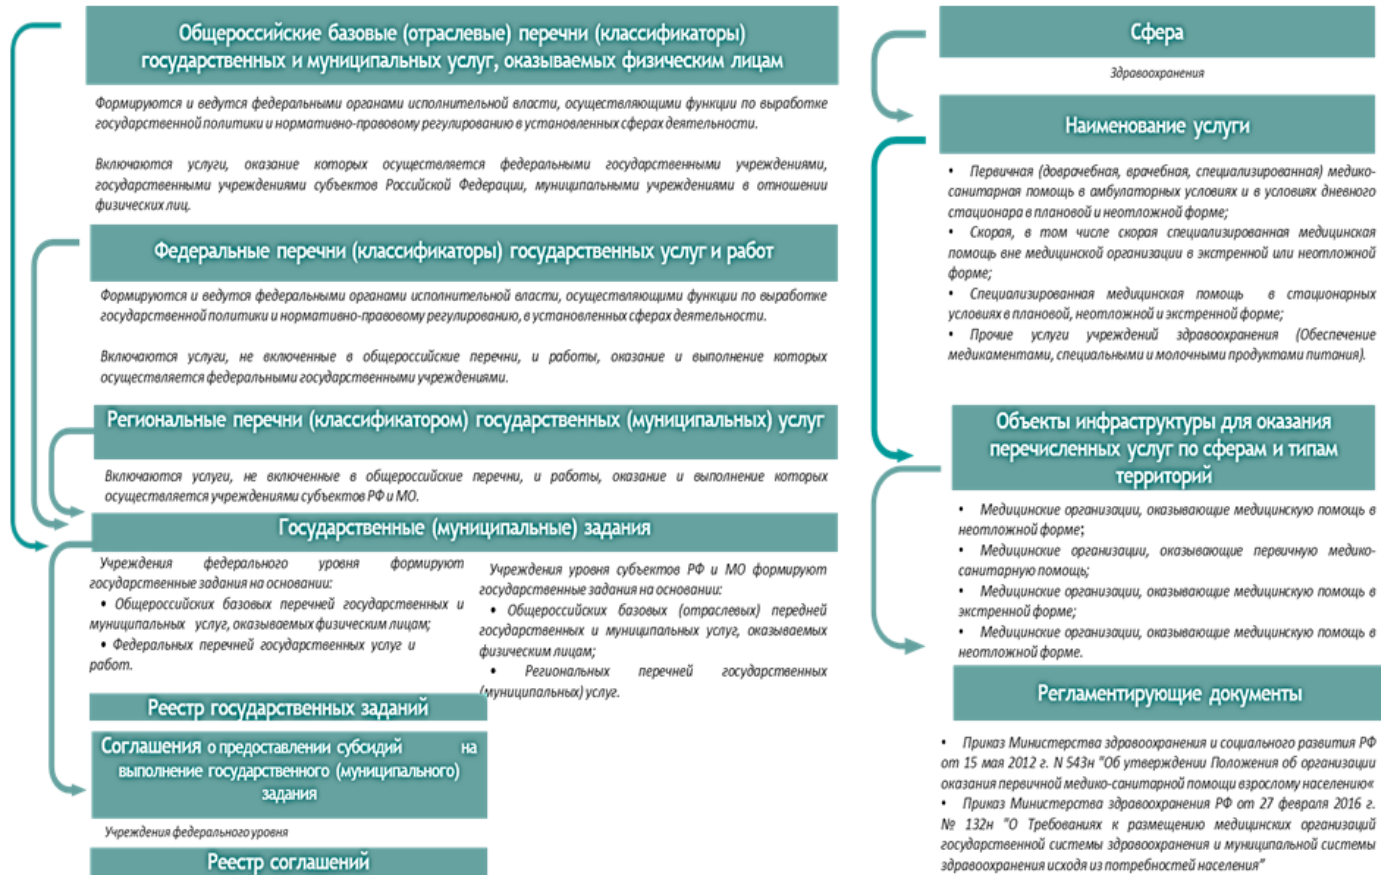 Общероссийские базовые (отраслевые) перечни (классификаторы)
государственных и муниципальных услуг, оказываемых физическим лицам
Формируются и ведутся федеральными органами исполнительной власти, осуществляющими функции по выработке
государственной политики и нормативно-правовому регулированию в установленных сферах деятельности.
Включаются услуги, оказание которых осуществляется федеральными государственными учреждениями,
государственными учреждениями субъектов Российской Федерации, муниципальными учреждениями в отношении
физических лиц.
Федеральные перечни (классификаторы) государственных услуг и работ
Формируются и ведутся федеральными органами исполнительной власти, осуществляющими функции по выработке
государственной политики и нормативно-правовому регулированию, в установленных сферах деятельности.
Включаются услуги, не включенные в общероссийские перечни, и работы, оказание и выполнение которых
осуществляется федеральными государственными учреждениями.
Региональные перечни (классификатором) государственных (муниципальных) услуг
Включаются услуги, не включенные в общероссийские перечни, и работы, оказание и выполнение которых
осуществляется учреждениями субъектов РФ и МО.
Государственные (муниципальные) задания
Учреждения федерального уровня формируют
государственные задания на основании:
• Общероссийских базовых перечней государственных и
муниципальных услуг, оказываемых физическим лицам;
• Федеральных перечней государственных услуг и
работ.
Учреждения уровня субъектов РФ и МО формируют
государственные задания на основании:
• Общероссийских базовых (отраслевых) передней
государственных и муниципальных услуг, оказываемых
физическим лицам;
• Региональных перечней государственных
(муниципальных) услуг.
Реестр государственных заданий
Соглашения о предоставлении субсидий на
выполнение государственного (муниципального)
задания
Учреждения федерального уровня
Реестр соглашений
Сфера
Здравоохранения
Наименование услуги
• Первичная (доврачебная, врачебная, специализированная) медико-
санитарная помощь в амбулаторных условиях и в условиях дневного
стационара в плановой и неотложной форме;
• Скорая, в том числе скорая специализированная медицинская
помощь вне медицинской организации в экстренной или неотложной
форме;
• Специализированная медицинская помощь в стационарных
условиях в плановой, неотложной и экстренной форме;
• Прочие услуги учреждений здравоохранения (Обеспечение
медикаментами, специальными и молочными продуктами питания).
Объекты инфраструктуры для оказания
перечисленных услуг по сферам и типам
территорий
• Медицинские организации, оказывающие медицинскую помощь в
неотложной форме;
• Медицинские организации, оказывающие первичную медико-
санитарную помощь;
• Медицинские организации, оказывающие медицинскую помощь в
экстренной форме;
• Медицинские организации, оказывающие медицинскую помощь в
неотложной форме.
Регламентирующие документы
• Приказ Министерства здравоохранения и социального развития РФ
от 15 мая 2012 г. N 543н "Об утверждении Положения об организации
оказания первичной медико-санитарной помощи взрослому населению«
• Приказ Министерства здравоохранения РФ от 27 февраля 2016 г.
№ 132н "О Требованиях к размещению медицинских организаций
государственной системы здравоохранения и муниципальной системы
здравоохранения исходя из потребностей населения”